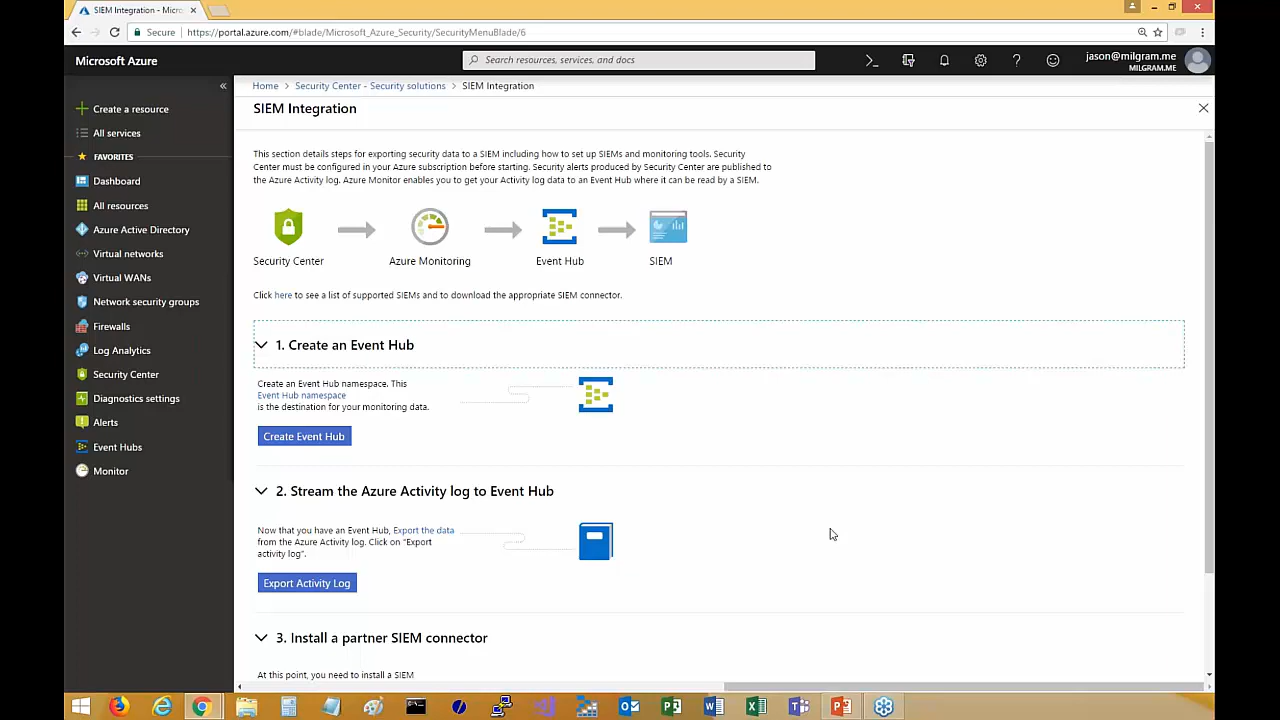 SIEM Integration - Micro
Secure
https://portal.azure.com/#blade/Microsoft_Azure_Security/SecurityMenuBlade/6
Microsoft Azure
Search resources, services, and docs
jason@milgram.me
MILGRAM.ME
Create a resource
All services
FAVORITES
Dashboard
All resources
Azure Active Directory
Virtual networks
Virtual WANs
Network security groups
Firewalls
Log Analytics
Security Center
Diagnostics settings
Alerts
Event Hubs
Monitor
Home > Security Center - Security solutions > SIEM Integration
SIEM Integration
This section details steps for exporting security data to a SIEM including how to set up SIEMs and monitoring tools. Security
Center must be configured in your Azure subscription before starting. Security alerts produced by Security Center are published to
the Azure Activity log. Azure Monitor enables you to get your Activity log data to an Event Hub where it can be read by a SIEM.
Security Center
Azure Monitoring
Event Hub
SIEM
Click here to see a list of supported SIEMs and to download the appropriate SIEM connector.
1. Create an Event Hub
Create an Event Hub namespace. This
Event Hub namespace
is the destination for your monitoring data.
Create Event Hub
2. Stream the Azure Activity log to Event Hub
Now that you have an Event Hub, Export the data
from the Azure Activity log. Click on "Export
activity log".
Export Activity Log
3. Install a partner SIEM connector
At this point, you need to install a SIEM